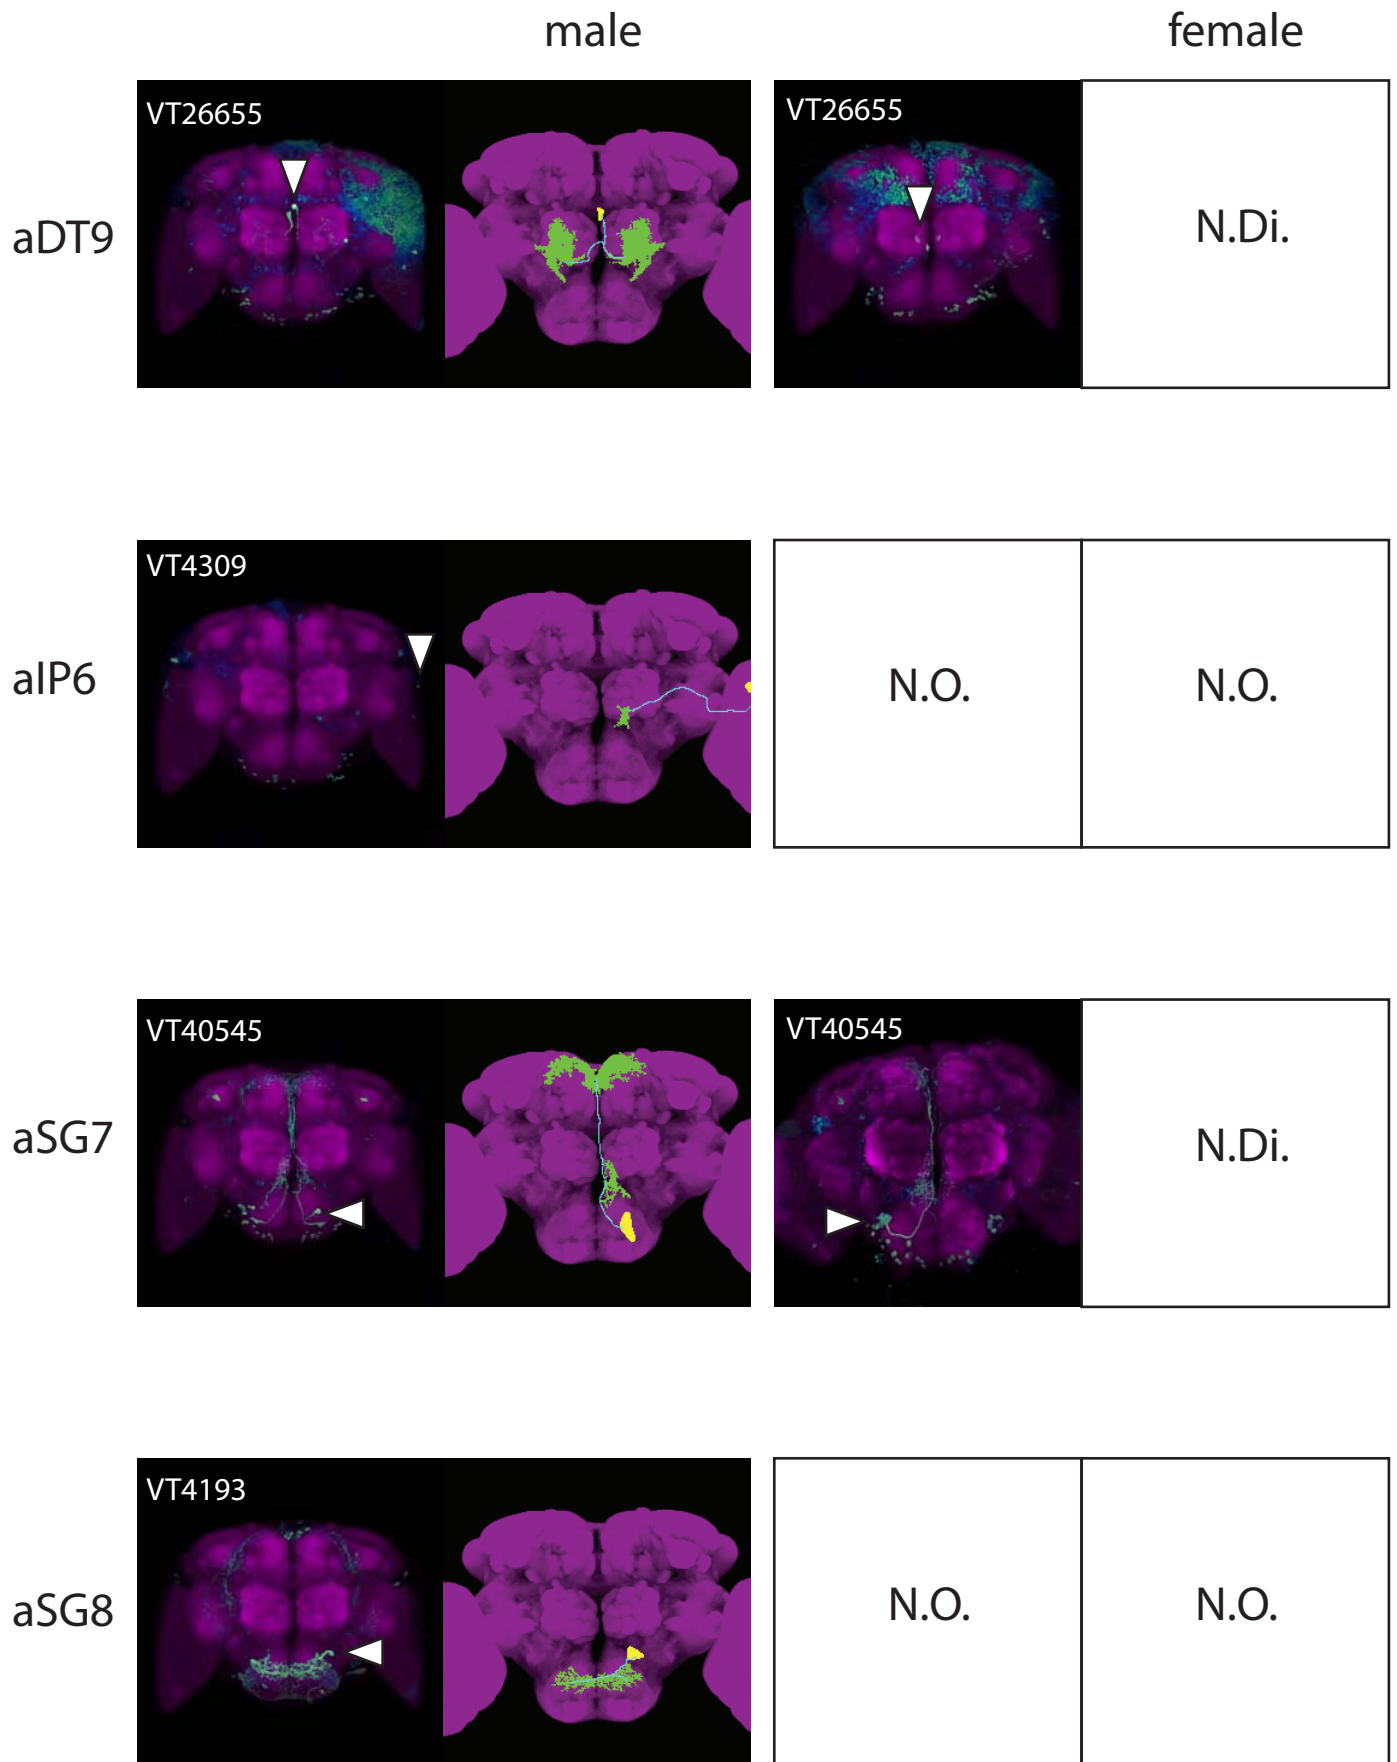 male female
VT26655 VT26655
aDT9 N.Di.
VT4309
aIP6 N.O. N.O.
VT40545 VT40545
aSG7 N.Di.
VT4193
aSG8 N.O. N.O.